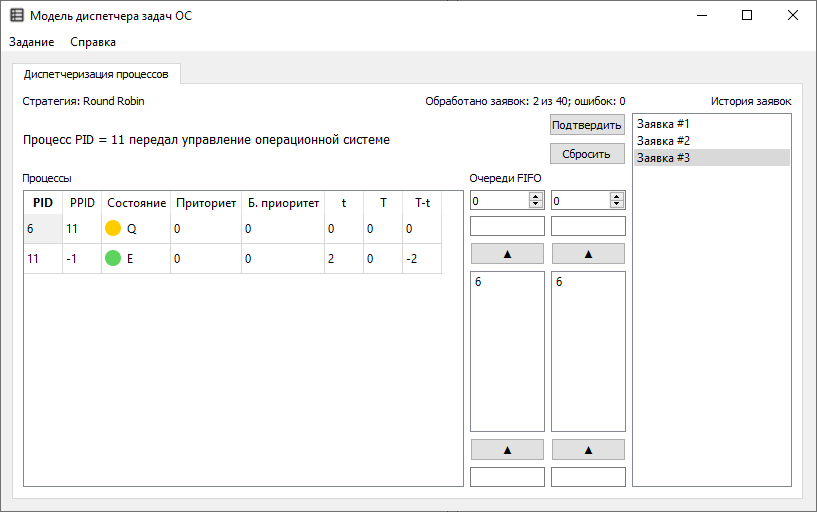 Модель диспетчера задач ОС
Задание Справка
Диспетчеризация процессов
Стратегия: Round Robin
Обработано заявок: 2 из 40; ошибок: 0
История заявок
Процесс PID = 11 передал управление операционной системе
Подтвердить
Сбросить
Заявка #1
Заявка #2
Заявка #3
Процессы
Очереди FIFO
PID PPID Состояние Приториет Б. приоритет t T T-t
6 11 Q 0 0 0 0 0
11 -1 E 0 0 2 0 -2
0 0
▲ ▲
6 6
▲ ▲